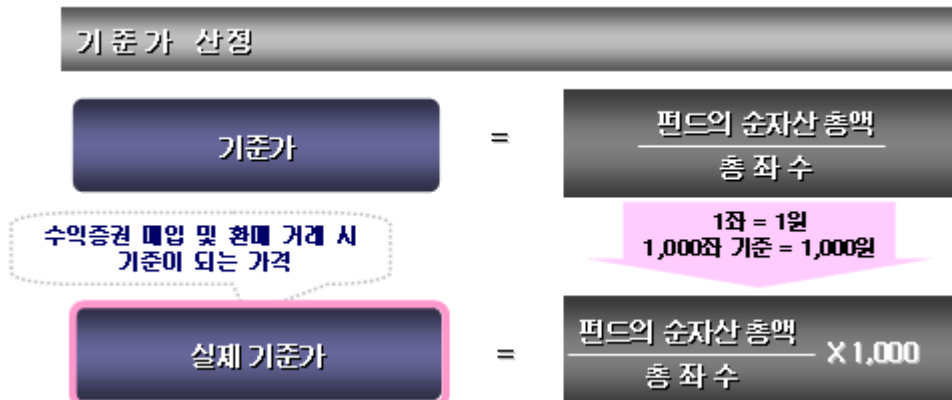 기 준 가 산정
기준가
=
펀드의 순자산 총액
총 좌 수
수익증권 매입 및 환매 거래 시
기준이 되는 가격
1좌 = 1원
1,000좌 기준 = 1,000원
실제 기준가
=
펀드의 순자산 총액
총 좌 수
X 1,000